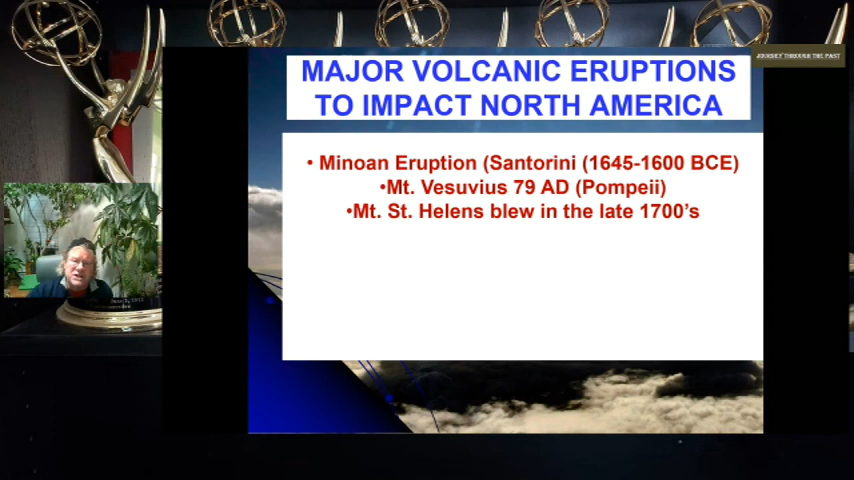 MAJOR VOLCANIC ERUPTIONS
TO IMPACT NORTH AMERICA
JOURNEY THROUGH THE PAST
• Minoan Eruption (Santorini (1645-1600 BCE)
•Mt. Vesuvius 79 AD (Pompeii)
•Mt. St. Helens blew in the late 1700's